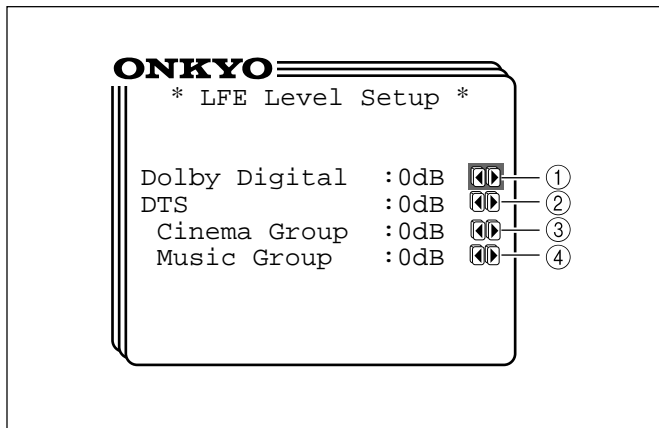 ONKYO
* LFE Level Setup *
Dolby Digital :0dB ①
DTS :0dB ②
Cinema Group :0dB ③
Music Group :0dB ④